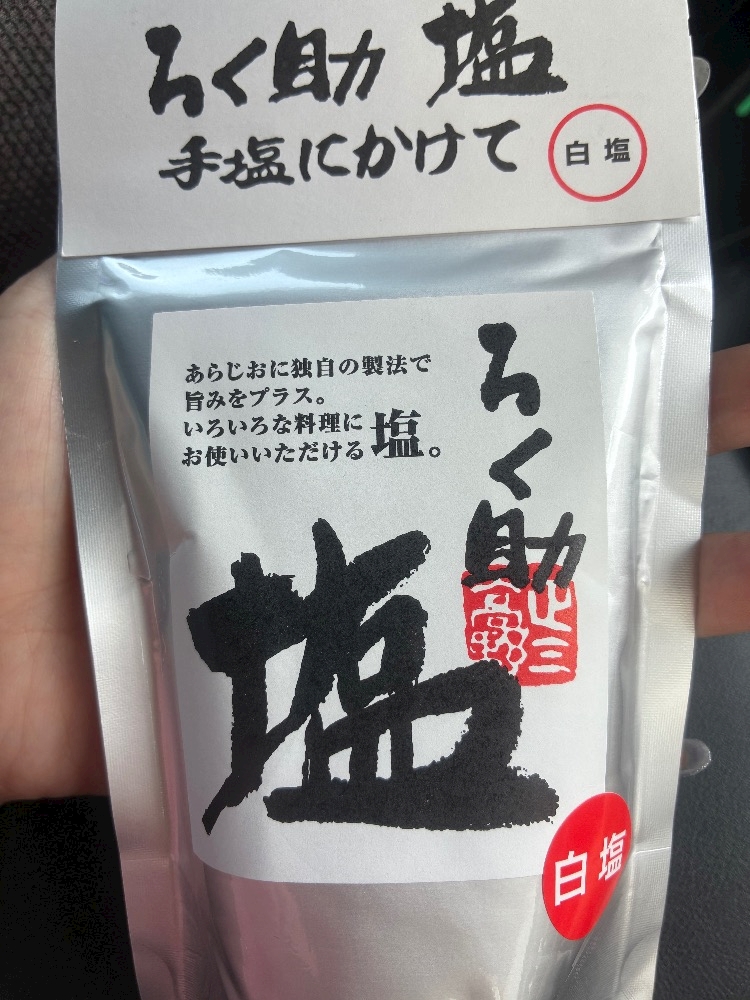 ろく助 塩
手塩にかけて
白塩
あらじおに独自の製法で
旨みをプラス。
いろいろな料理に
お使いいただける塩。
ろく助
塩
白塩